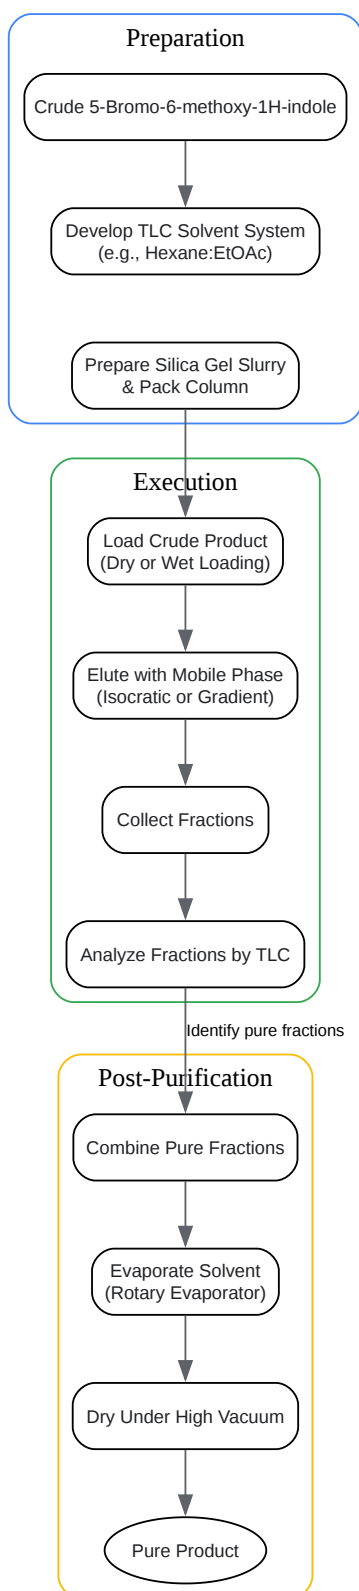 Preparation
Crude 5-Bromo-6-methoxy-1H-indole
Develop TLC Solvent System
(e.g., Hexane:EtOAc)
Prepare Silica Gel Slurry
& Pack Column
Execution
Load Crude Product
(Dry or Wet Loading)
Elute with Mobile Phase
(Isocratic or Gradient)
Collect Fractions
Analyze Fractions by TLC
Identify pure fractions
Post-Purification
Combine Pure Fractions
Evaporate Solvent
(Rotary Evaporator)
Dry Under High Vacuum
Pure Product